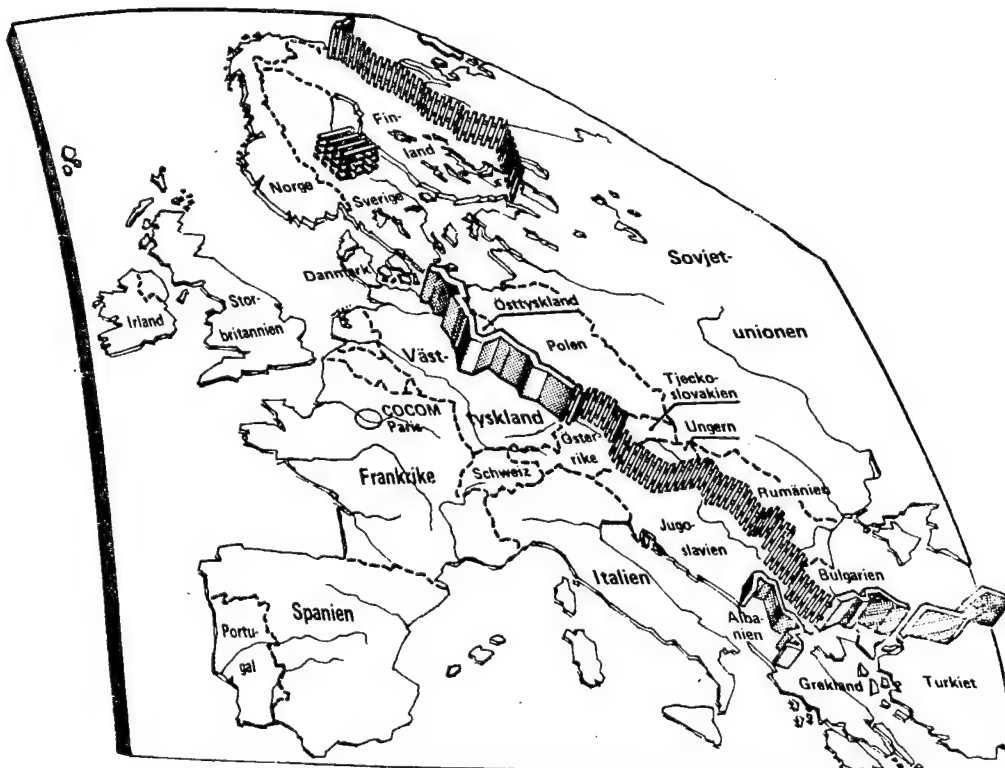 Fin-
land
Norge
Sverige
Sovjet-
unionen
Danmark
Östtyskland
Irland
Stor-
britannien
Polen
Väst-
tyskland
Tjecko-
slovakien
COCOM
Paris
Ungern
Öster-
rike
Frankrike
Schweiz
Rumänien
Jugo-
slavien
Italien
Bulgarien
Spanien
Portu-
gal
Alba-
nien
Grekland
Turkiet